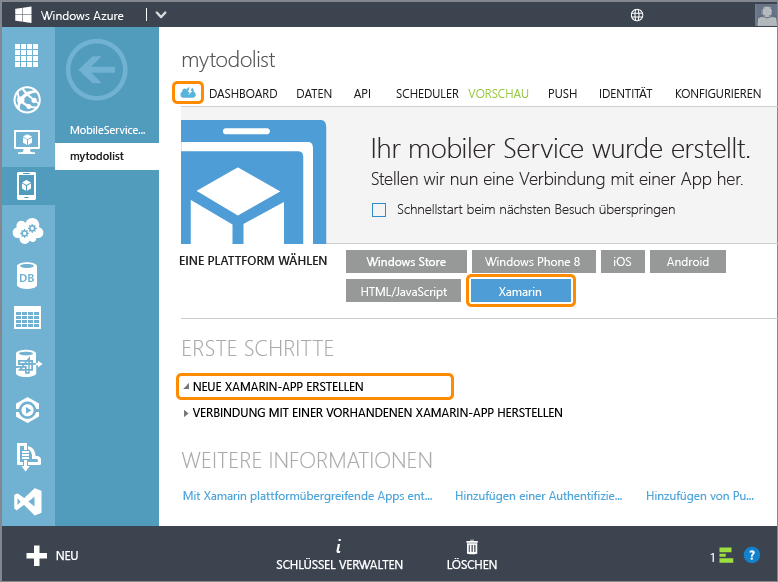 Windows Azure
mytodolist
DASHBOARD DATEN API SCHEDULER VORSCHAU PUSH IDENTITÄT KONFIGURIEREN
MobileService...
mytodolist
Ihr mobiler Service wurde erstellt.
Stellen wir nun eine Verbindung mit einer App her.
Schnellstart beim nächsten Besuch überspringen
EINE PLATTFORM WÄHLEN
Windows Store Windows Phone 8 iOS Android
HTML/JavaScript Xamarin
DB
ERSTE SCHRITTE
NEUE XAMARIN-APP ERSTELLEN
VERBINDUNG MIT EINER VORHANDENEN XAMARIN-APP HERSTELLEN
WEITERE INFORMATIONEN
Mit Xamarin plattformübergreifende Apps ent... Hinzufügen einer Authentifizie... Hinzufügen von Pu...
NEU
SCHLÜSSEL VERWALTEN
LÖSCHEN
1
?